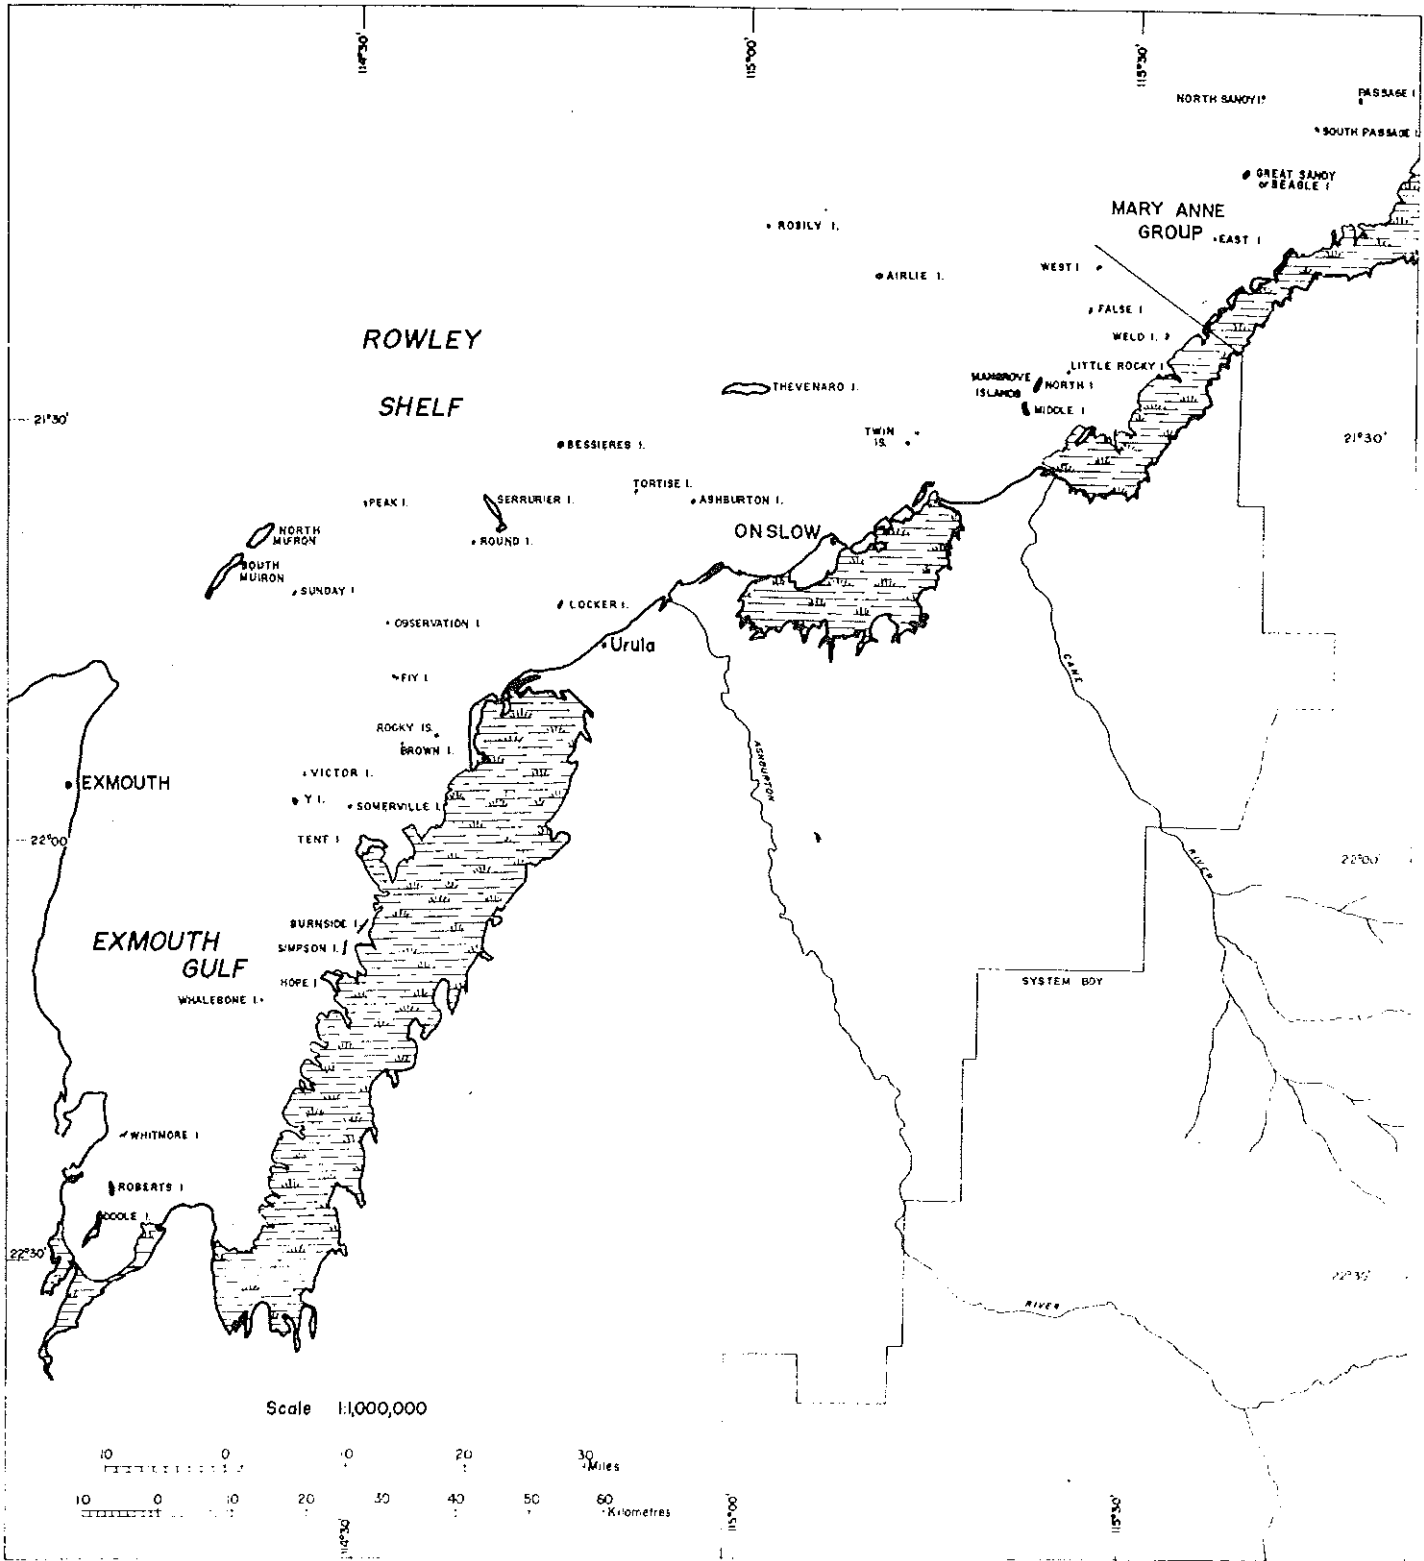 114°30'
115°00'
115°30'
NORTH SANDY I.
PASSAGE I.
SOUTH PASSAGE I.
GREAT SANDY
or BEAGLE I.
MARY ANNE
GROUP
EAST I
ROSILY I.
WEST I
AIRLIE I.
FALSE I
WELD I.
ROWLEY
SHELF
LITTLE ROCKY I
MANGROVE
ISLANDS
NORTH I
MIDDLE I
THEVENARD I.
21°30'
21°30'
TWIN
IS.
BESSIERES I.
TORTISE I.
ASHBURTON I.
PEAK I.
SERRURIER I.
ROUND I.
ONSLOW
NORTH
MUIRON
SOUTH
MUIRON
SUNDAY I
LOCKER I.
OBSERVATION I
Urula
FLY I
CANE
RIVER
ROCKY IS.
BROWN I.
VICTOR I.
EXMOUTH
Y I.
SOMERVILLE I.
ASHBURTON
22°00'
TENT I
22°00'
BURNSIDE I.
SIMPSON I.
EXMOUTH
GULF
HOPE I
WHALEBONE I.
SYSTEM BDY
WHITMORE I
ROBERTS I
DOOLE I.
22°30'
22°30'
RIVER
Scale 1:1,000,000
10 0 10 20 30
Miles
10 0 10 20 30 40 50 60
Kilometres
114°30'
115°00'
115°30'